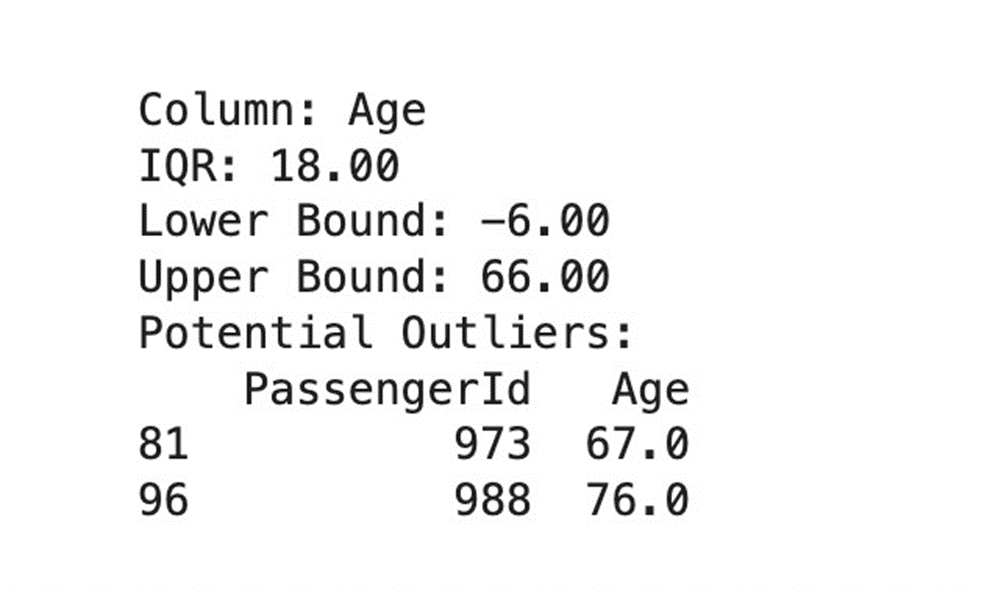 Column: Age
IQR: 18.00
Lower Bound: −6.00
Upper Bound: 66.00
Potential Outliers:
PassengerId Age
81 973 67.0
96 988 76.0